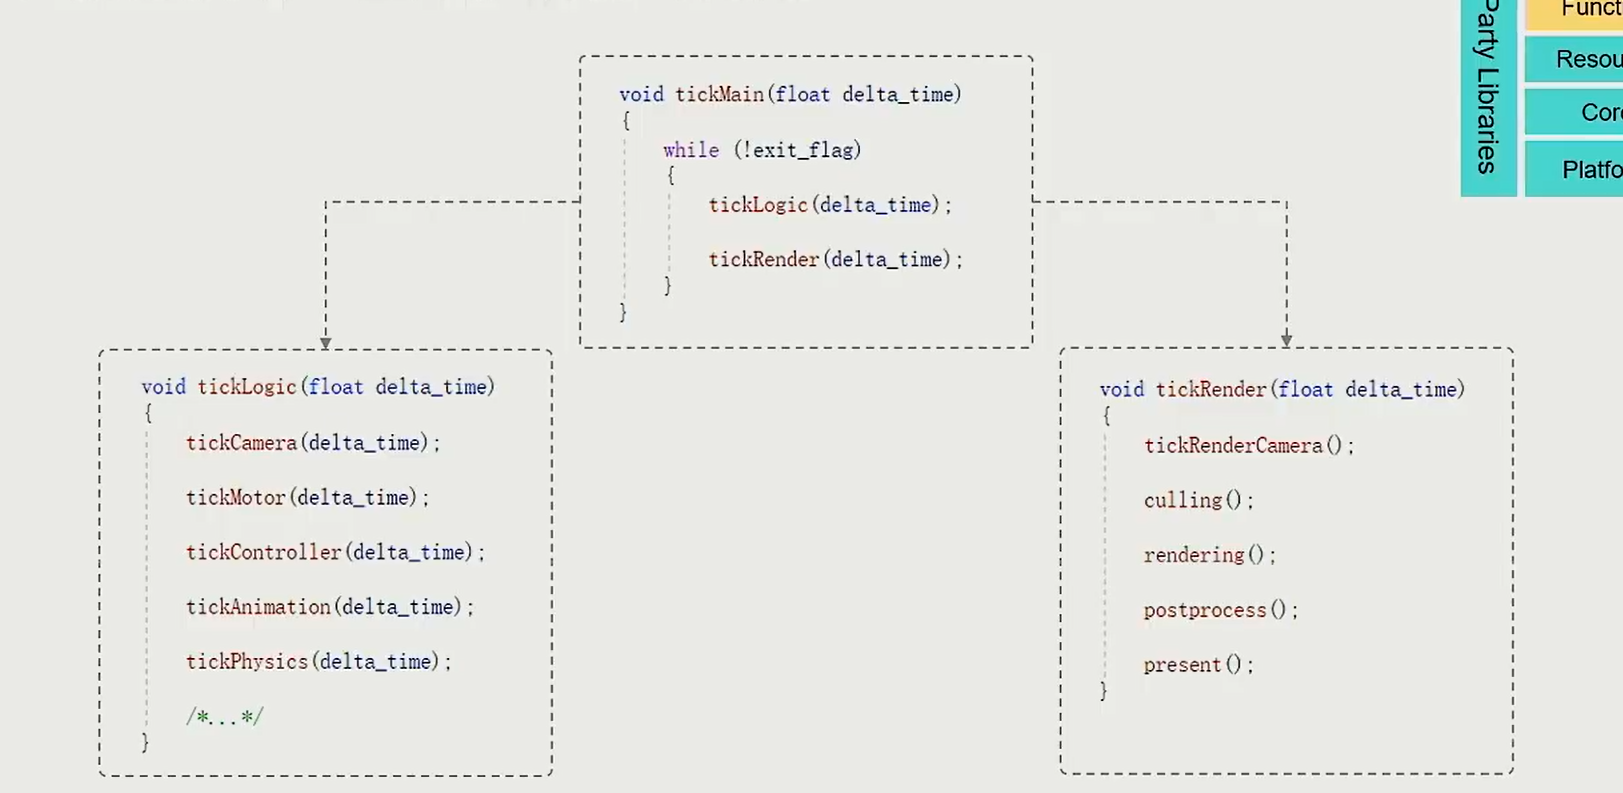 void tickMain(float delta_time)
{
while (!exit_flag)
{
tickLogic(delta_time);
tickRender(delta_time);
}
}
void tickLogic(float delta_time)
{
tickCamera(delta_time);
tickMotor(delta_time);
tickController(delta_time);
tickAnimation(delta_time);
tickPhysics(delta_time);
/*...*/
}
void tickRender(float delta_time)
{
tickRenderCamera();
culling();
rendering();
postprocess();
present();
}
Party Libraries
Funct
Resou
Core
Platfo